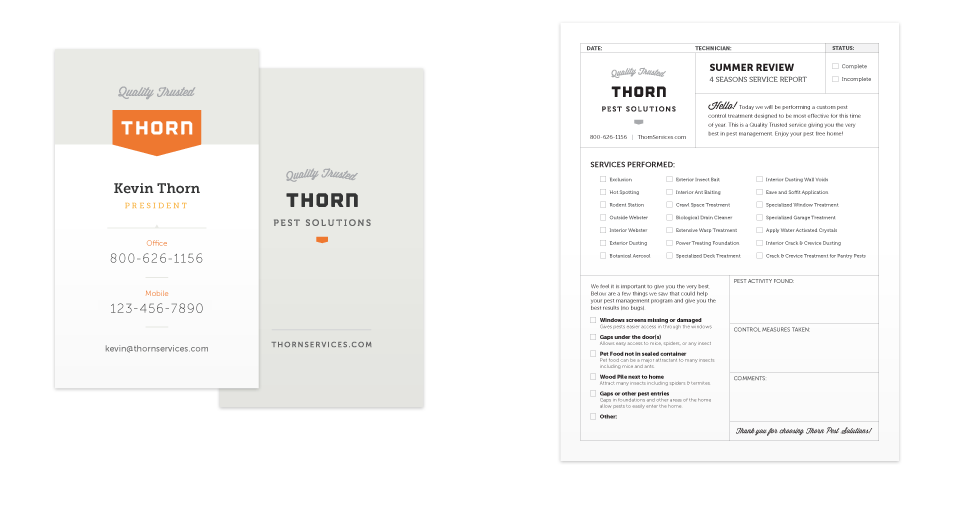 Quality Trusted
THORN
Kevin Thorn
PRESIDENT
Office
800-626-1156
Mobile
123-456-7890
kevin@thornservices.com
Quality Trusted
THORN
PEST SOLUTIONS
THORNSERVICES.COM
DATE: TECHNICIAN: STATUS:
Quality Trusted
THORN
PEST SOLUTIONS
800-626-1156 | ThornServices.com
SUMMER REVIEW
4 SEASONS SERVICE REPORT
Complete
Incomplete
Hello! Today we will be performing a custom pest
control treatment designed to be most effective for this time
of year. This is a Quality Trusted service giving you the very
best in pest management. Enjoy your pest free home!
SERVICES PERFORMED:
Exclusion Exterior Insect Bait Interior Dusting Wall Voids
Hot Spotting Interior Ant Baiting Eave and Soffit Application
Rodent Station Crawl Space Treatment Specialized Window Treatment
Outside Webster Biological Drain Cleaner Specialized Garage Treatment
Interior Webster Extensive Wasp Treatment Apply Water Activated Crystals
Exterior Dusting Power Treating Foundation Interior Crack & Crevice Dusting
Botanical Aerosol Specialized Deck Treatment Crack & Crevice Treatment for Pantry Pests
We feel it is important to give you the very best.
Below are a few things we saw that could help
your pest management program and give you the
best results (no bugs).
Windows screens missing or damaged
Gives pests easier access in through the windows
Gaps under the door(s)
Allows easy access to mice, spiders, or any insect
Pet Food not in sealed container
Pet food can be a major attractant to many insects
including mice and ants.
Wood Pile next to home
Attract many insects including spiders & termites
Gaps or other pest entries
Gaps in foundations and other areas of the home
allow pests to easily enter the home.
Other:
PEST ACTIVITY FOUND:
CONTROL MEASURES TAKEN:
COMMENTS:
Thank you for choosing Thorn Pest Solutions!